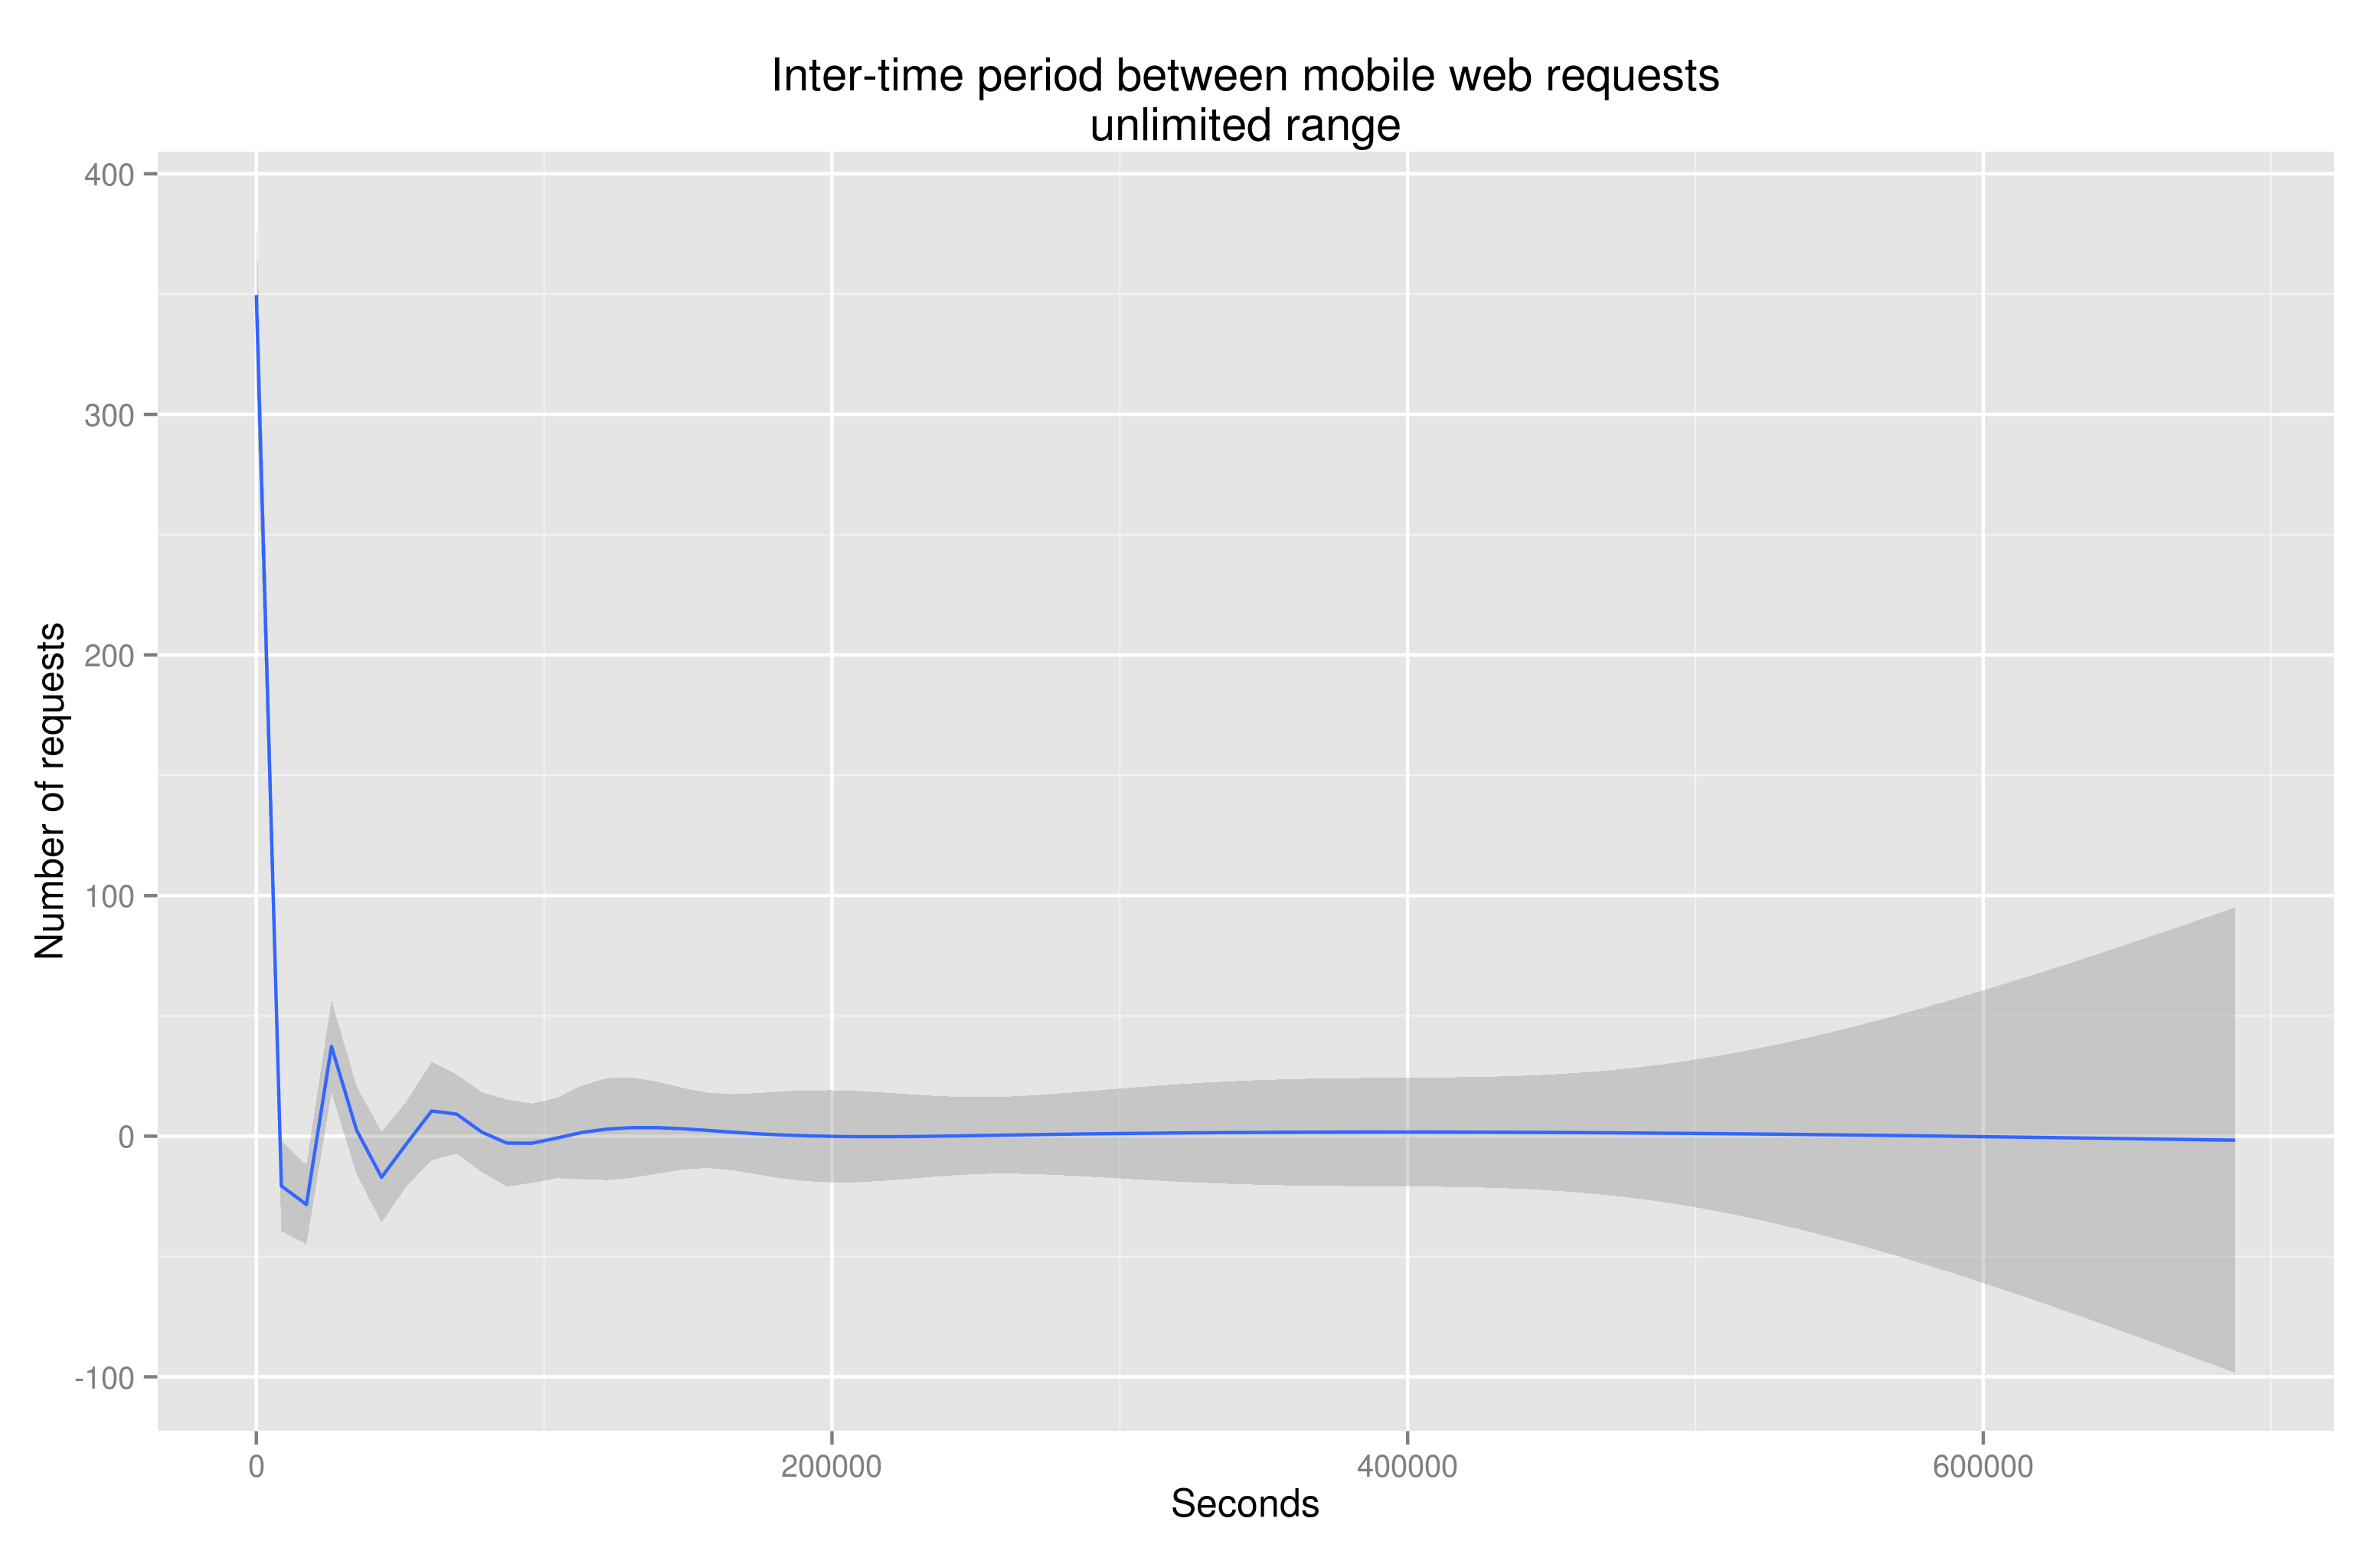 Inter-time period between mobile web requests
unlimited range
400
300
200
100
0
-100
Number of requests
0
200000
400000
600000
Seconds